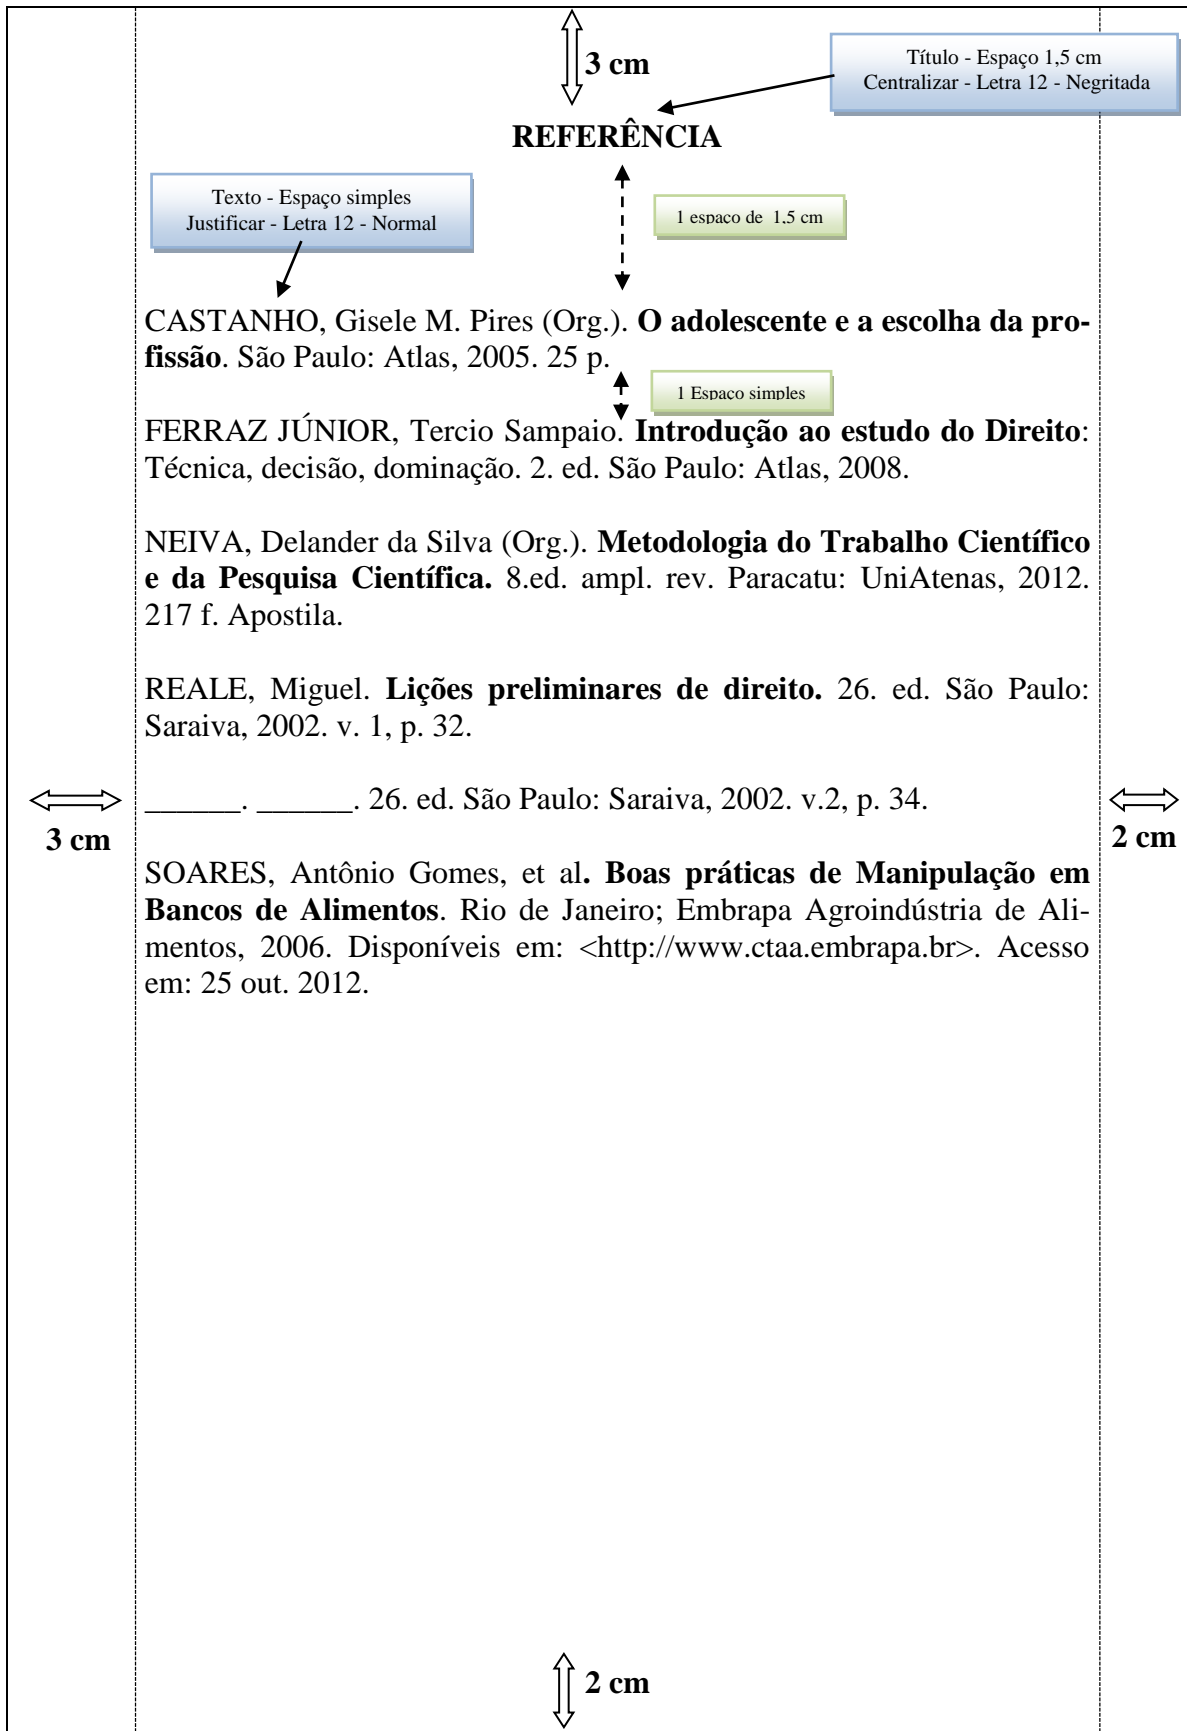 3 cm
Título - Espaço 1,5 cm
Centralizar - Letra 12 - Negritada
REFERÊNCIA
Texto - Espaço simples
Justificar - Letra 12 - Normal
1 espaço de 1,5 cm
CASTANHO, Gisele M. Pires (Org.). O adolescente e a escolha da pro-
fissão. São Paulo: Atlas, 2005. 25 p.
1 Espaço simples
FERRAZ JÚNIOR, Tercio Sampaio. Introdução ao estudo do Direito:
Técnica, decisão, dominação. 2. ed. São Paulo: Atlas, 2008.
NEIVA, Delander da Silva (Org.). Metodologia do Trabalho Científico
e da Pesquisa Científica. 8.ed. ampl. rev. Paracatu: UniAtenas, 2012.
217 f. Apostila.
REALE, Miguel. Lições preliminares de direito. 26. ed. São Paulo:
Saraiva, 2002. v. 1, p. 32.
______. ______. 26. ed. São Paulo: Saraiva, 2002. v.2, p. 34.
3 cm
2 cm
SOARES, Antônio Gomes, et al. Boas práticas de Manipulação em
Bancos de Alimentos. Rio de Janeiro; Embrapa Agroindústria de Ali-
mentos, 2006. Disponíveis em: <http://www.ctaa.embrapa.br>. Acesso
em: 25 out. 2012.
2 cm